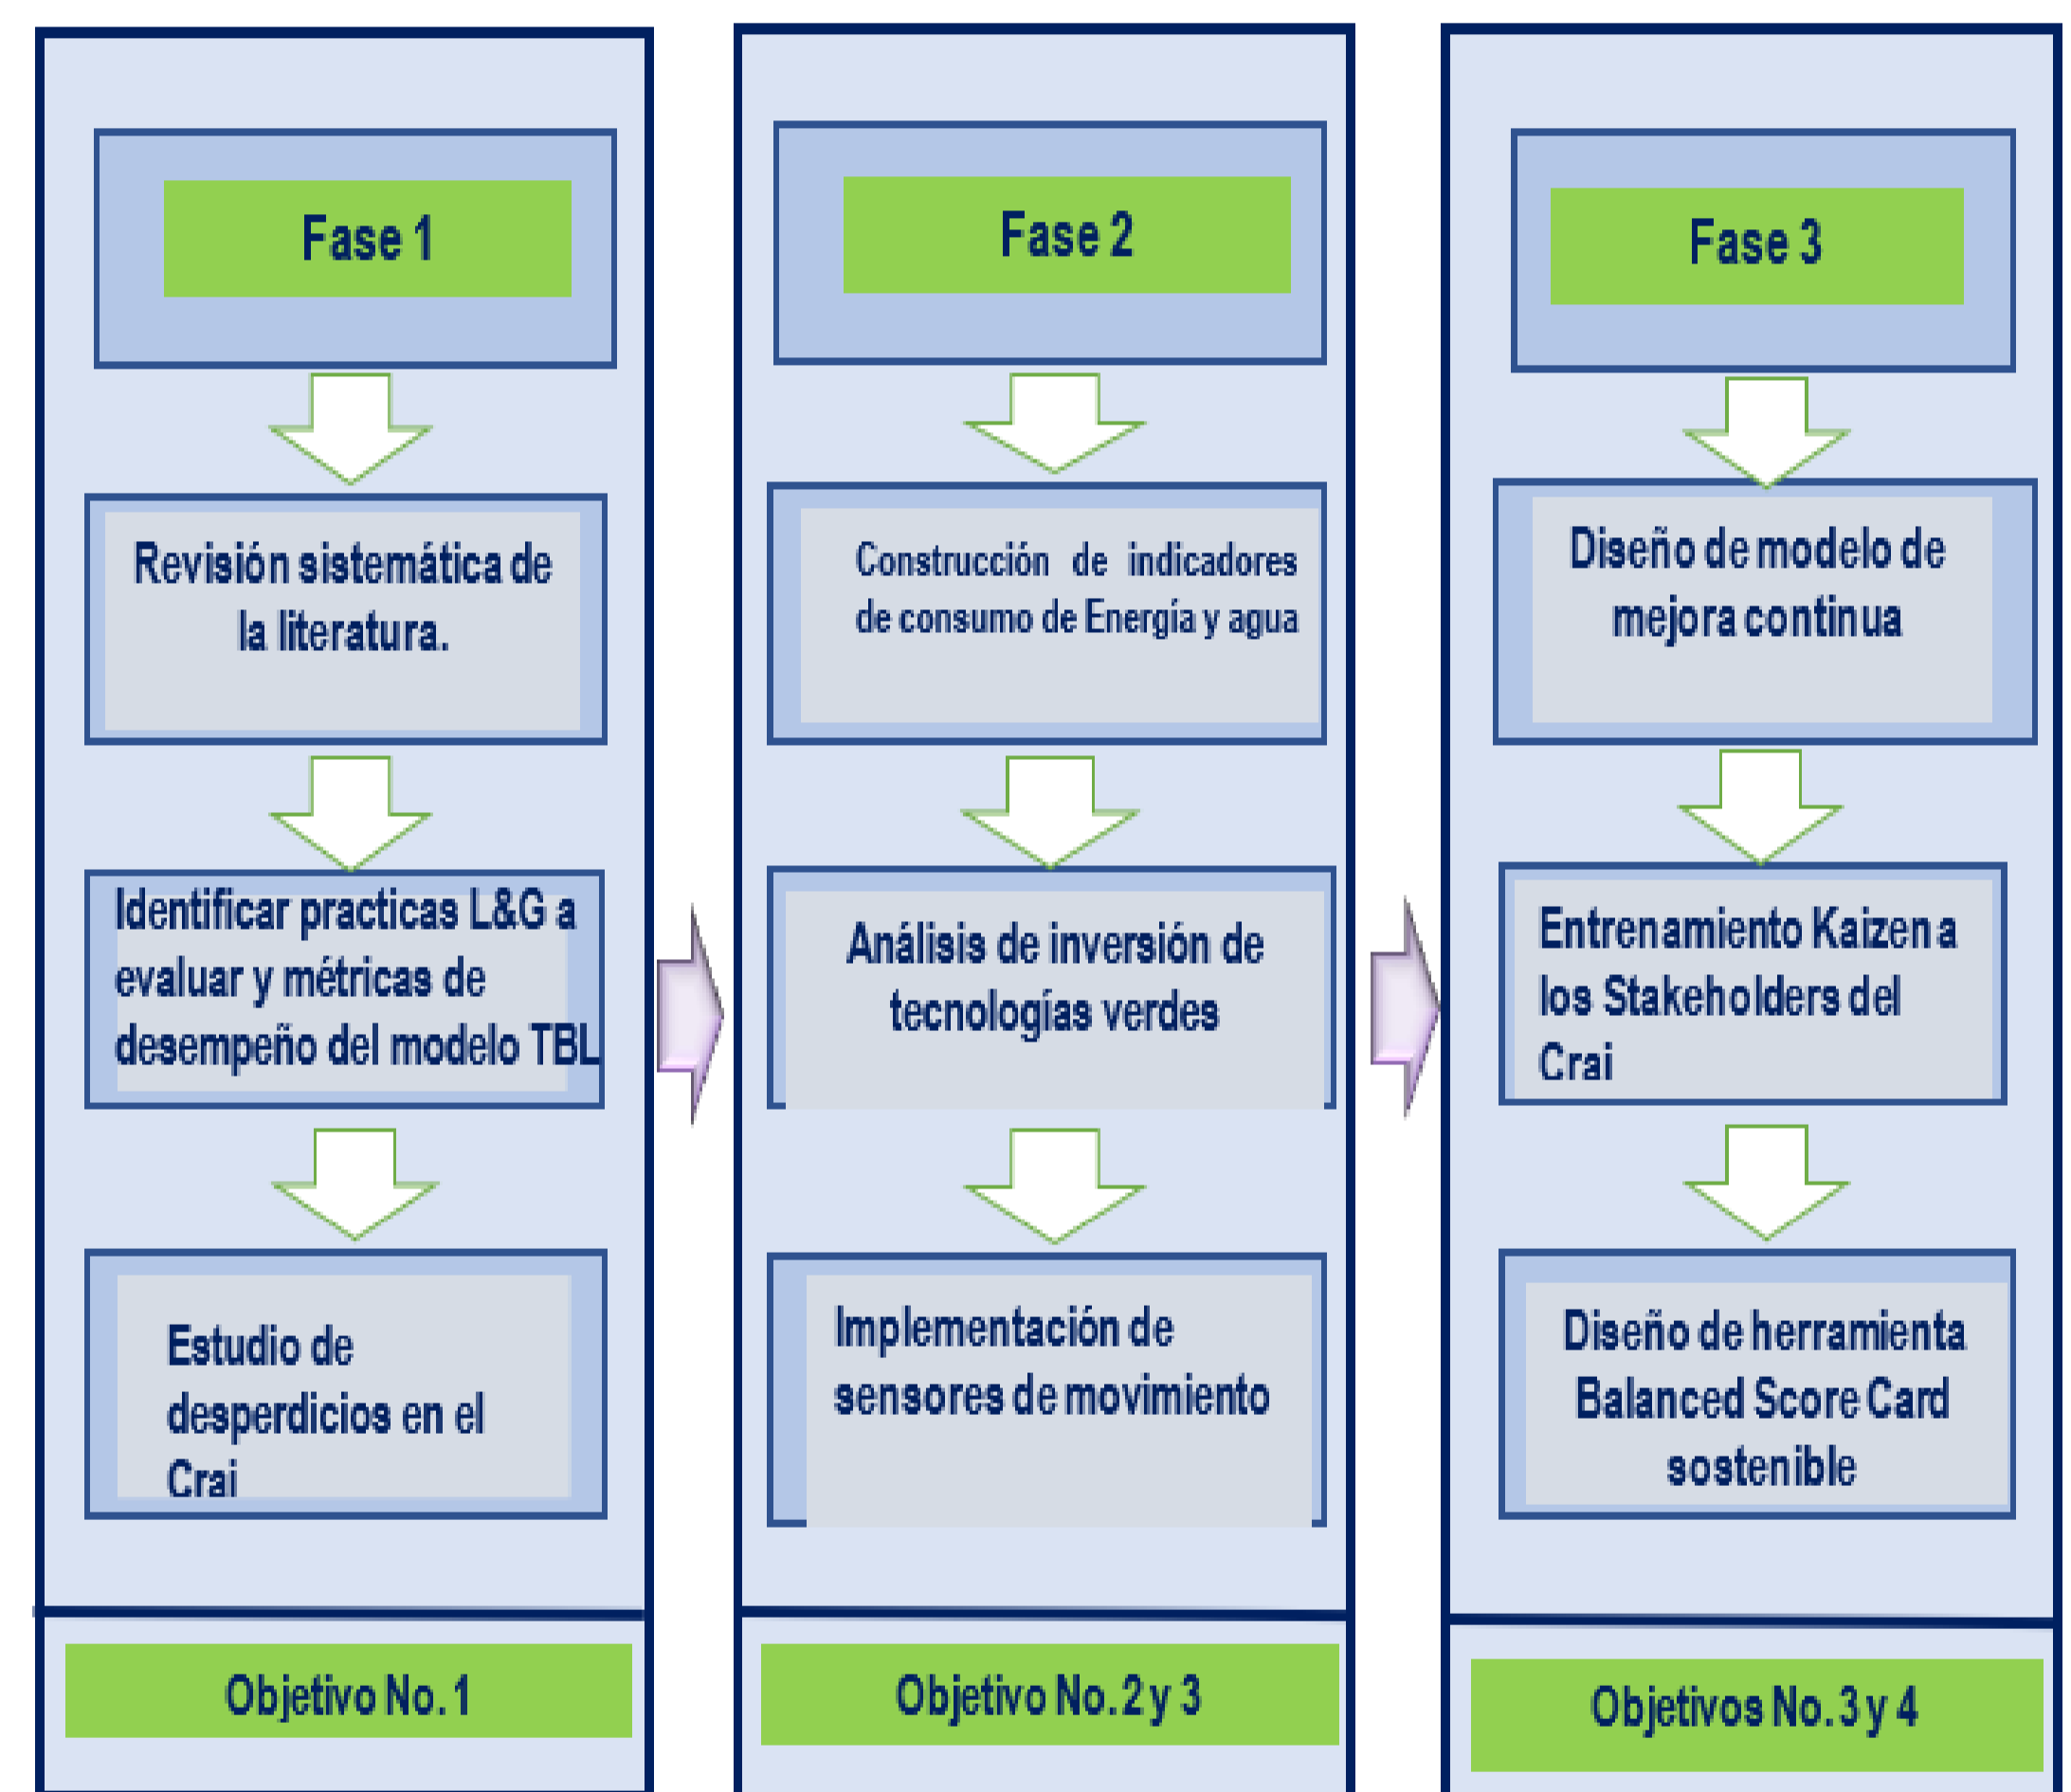 Fase 1
Revisión sistemática de
la literatura.
Identificar practicas L&G a
evaluar y métricas de
desempeño del modelo TBL
Estudio de
desperdicios en el
Crai
Objetivo No. 1
Fase 2
Construcción de indicadores
de consumo de Energía y agua
Análisis de inversión de
tecnologías verdes
Implementación de
sensores de movimiento
Objetivo No. 2 y 3
Fase 3
Diseño de modelo de
mejora continua
Entrenamiento Kaizen a
los Stakeholders del
Crai
Diseño de herramienta
Balanced Score Card
sostenible
Objetivos No. 3 y 4